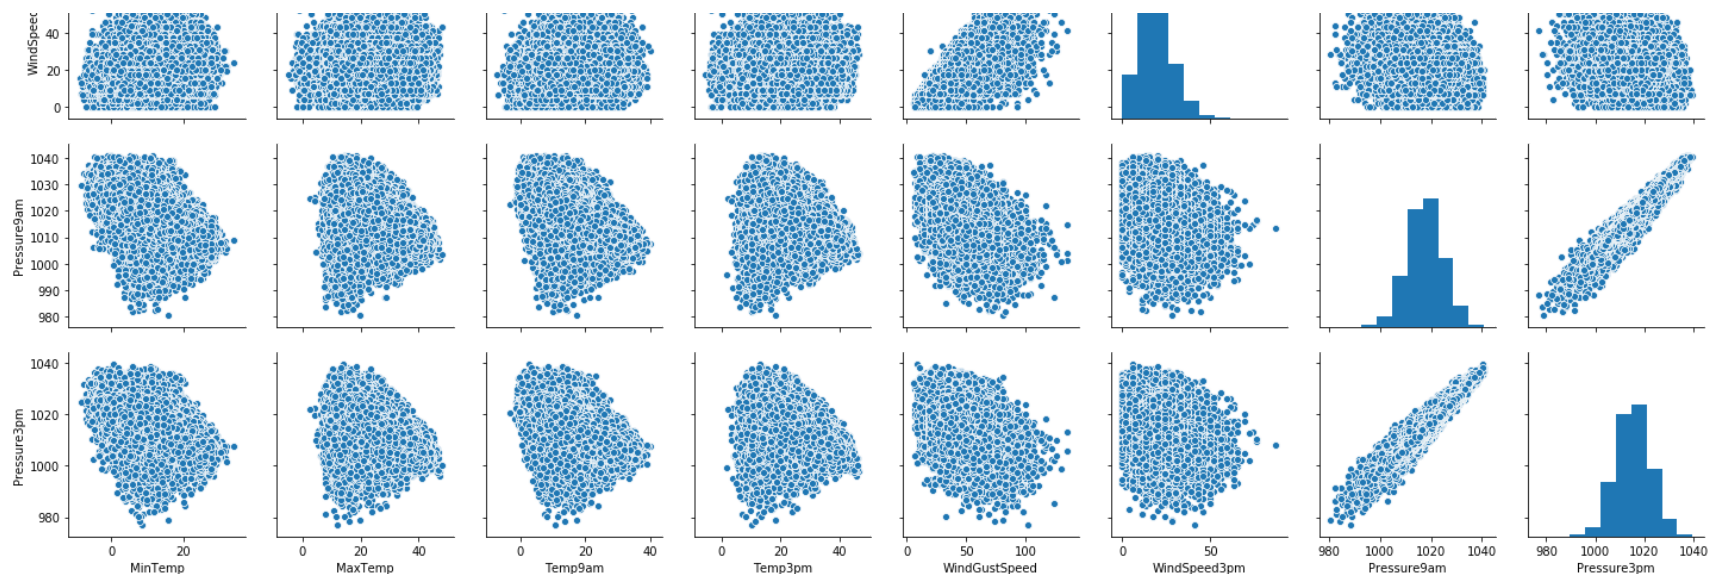 WindSpeed
40
20
0
Pressure9am
1040
1030
1020
1010
1000
990
980
Pressure3pm
1040
1020
1000
980
0 20
0 20 40
0 20 40
0 20 40
0 50 100
0 50
980 1000 1020 1040
980 1000 1020 1040
MinTemp MaxTemp Temp9am Temp3pm WindGustSpeed WindSpeed3pm Pressure9am Pressure3pm